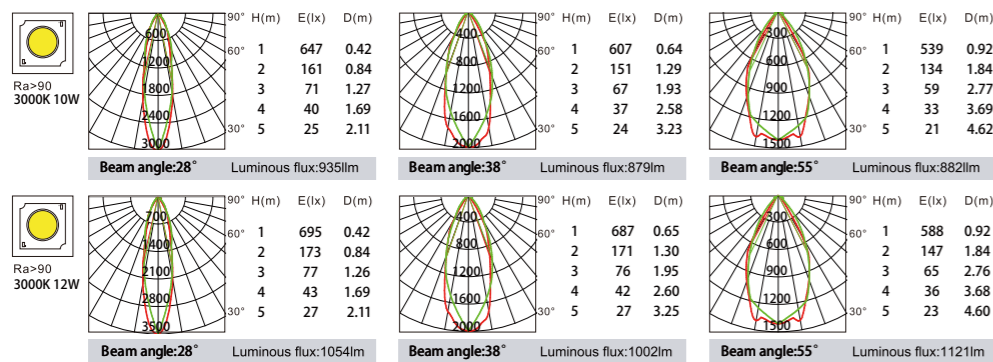 90° H(m) E(lx) D(m)
600
1 647 0.42
60°
1200
2 161 0.84
1800
3 71 1.27
2400
4 40 1.69
30°
3000
5 25 2.11
Ra>90
3000K 10W
Beam angle:28° Luminous flux:935llm
90° H(m) E(lx) D(m)
400
1 607 0.64
60°
800
2 151 1.29
1200
3 67 1.93
1600
4 37 2.58
30°
2000
5 24 3.23
Beam angle:38° Luminous flux:879lm
90° H(m) E(lx) D(m)
300
1 539 0.92
60°
600
2 134 1.84
900
3 59 2.77
1200
4 33 3.69
30°
1500
5 21 4.62
Beam angle:55° Luminous flux:882llm
90° H(m) E(lx) D(m)
700
1 695 0.42
60°
1400
2 173 0.84
2100
3 77 1.26
2800
4 43 1.69
30°
3500
5 27 2.11
Ra>90
3000K 12W
Beam angle:28° Luminous flux:1054lm
90° H(m) E(lx) D(m)
400
1 687 0.65
60°
800
2 171 1.30
1200
3 76 1.95
1600
4 42 2.60
30°
2000
5 27 3.25
Beam angle:38° Luminous flux:1002lm
90° H(m) E(lx) D(m)
300
1 588 0.92
60°
600
2 147 1.84
900
3 65 2.76
1200
4 36 3.68
30°
1500
5 23 4.60
Beam angle:55° Luminous flux:1121lm